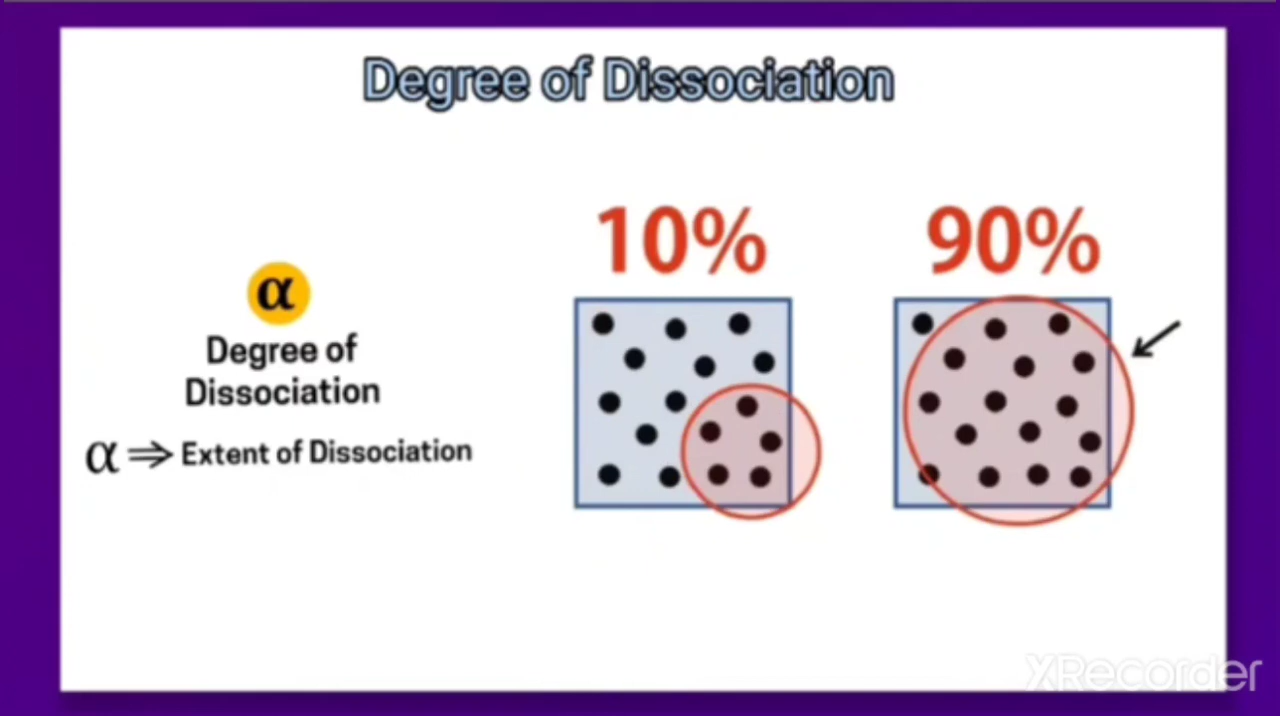 Degree of Dissociation
10%
90%
α
Degree of
Dissociation
α ⇒ Extent of Dissociation
XRecorder